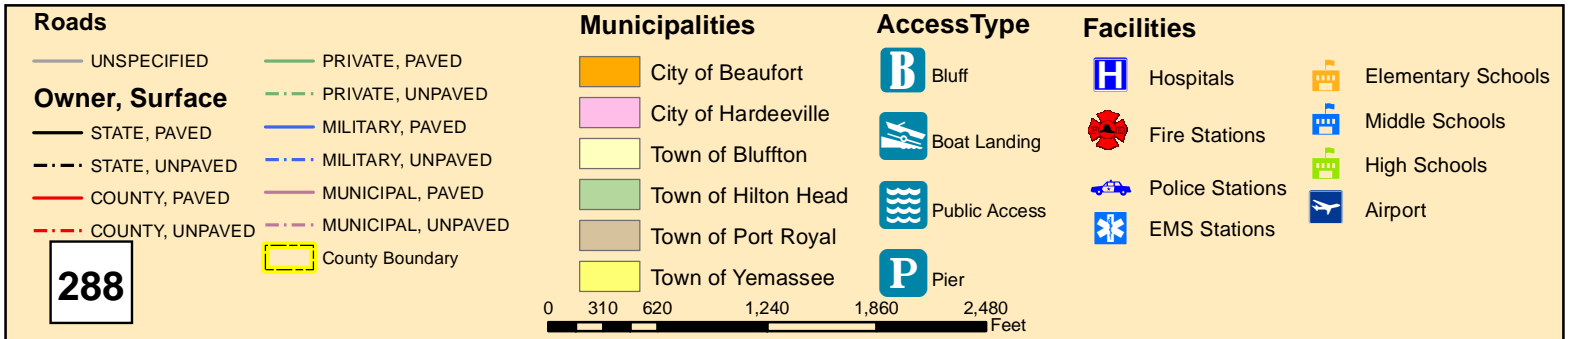 Roads
UNSPECIFIED
Owner, Surface
STATE, PAVED
STATE, UNPAVED
COUNTY, PAVED
COUNTY, UNPAVED
288
PRIVATE, PAVED
PRIVATE, UNPAVED
MILITARY, PAVED
MILITARY, UNPAVED
MUNICIPAL, PAVED
MUNICIPAL, UNPAVED
County Boundary
Municipalities
City of Beaufort
City of Hardeeville
Town of Bluffton
Town of Hilton Head
Town of Port Royal
Town of Yemassee
0 310 620 1,240 1,860 2,480
Feet
AccessType
B Bluff
Boat Landing
Public Access
P Pier
Facilities
H Hospitals
Fire Stations
Police Stations
EMS Stations
Elementary Schools
Middle Schools
High Schools
Airport